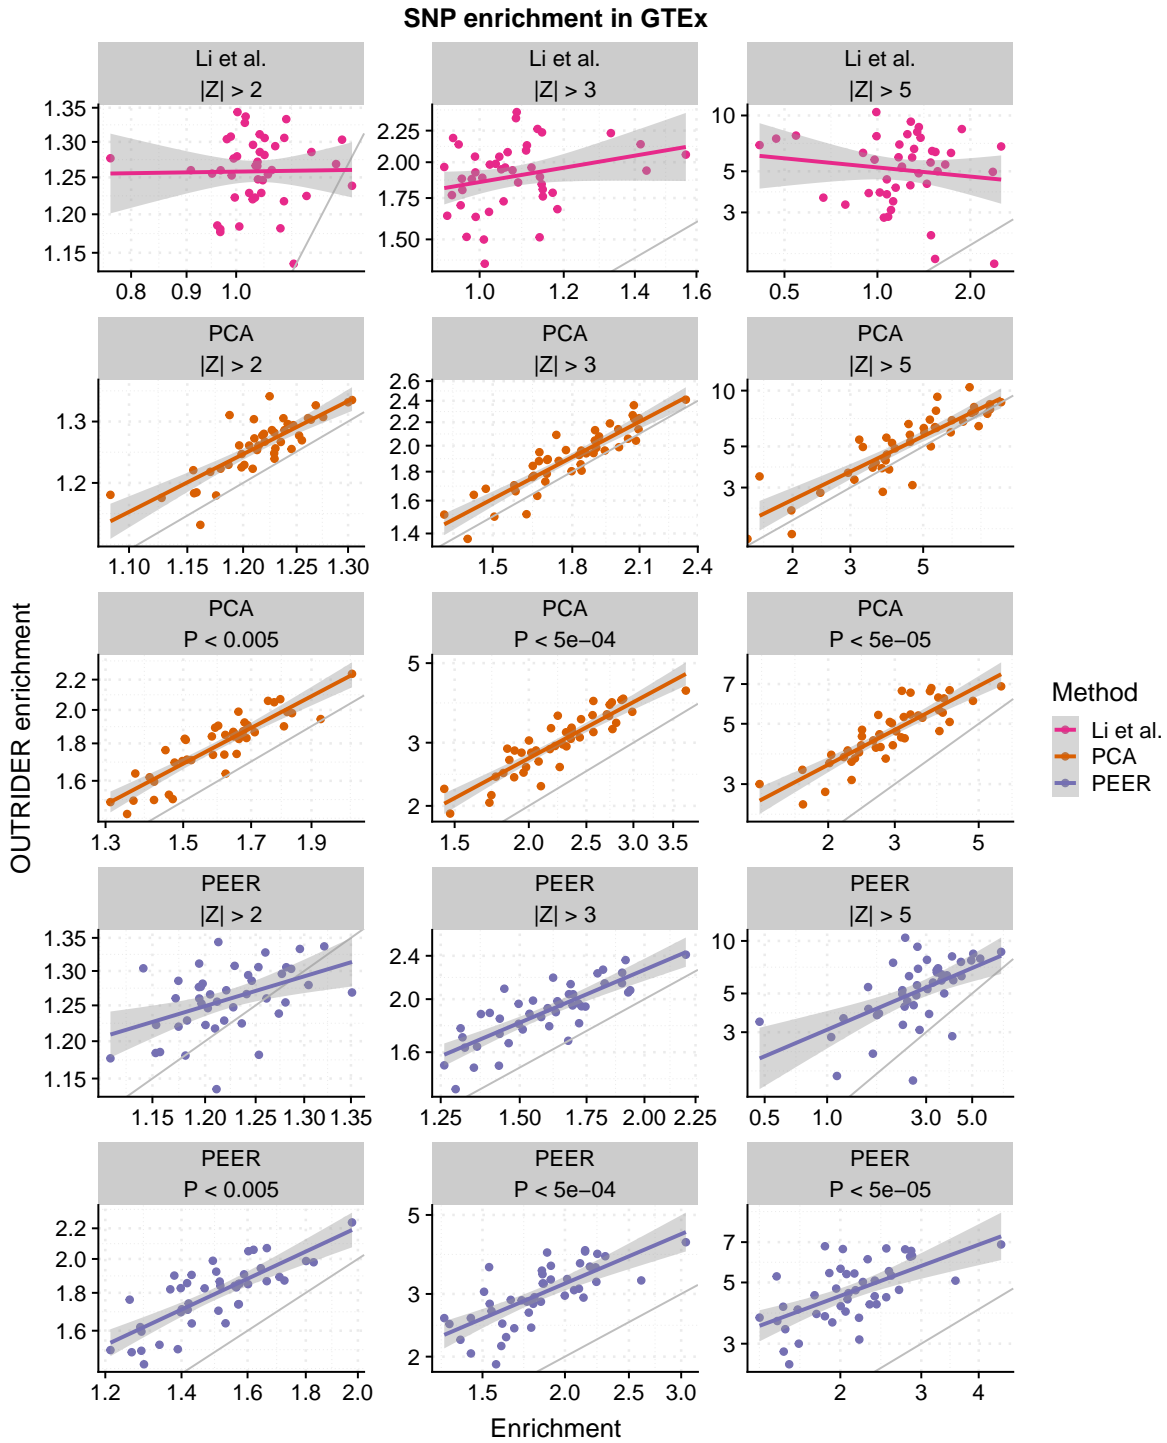 SNP enrichment in GTEx
Li et al.
|Z| > 2
Li et al.
|Z| > 3
Li et al.
|Z| > 5
1.35
1.30
1.25
1.20
1.15
0.8 0.9 1.0
2.25
2.00
1.75
1.50
1.0 1.2 1.4 1.6
10
5
3
0.5 1.0 2.0
PCA
|Z| > 2
PCA
|Z| > 3
PCA
|Z| > 5
1.3
1.2
1.10 1.15 1.20 1.25 1.30
2.6
2.4
2.2
2.0
1.8
1.6
1.4
1.5 1.8 2.1 2.4
10
5
3
2 3 5
PCA
P < 0.005
PCA
P < 5e−04
PCA
P < 5e−05
2.2
2.0
1.8
1.6
1.3 1.5 1.7 1.9
5
3
2
1.5 2.0 2.5 3.0 3.5
7
5
3
2 3 5
PEER
|Z| > 2
PEER
|Z| > 3
PEER
|Z| > 5
1.35
1.30
1.25
1.20
1.15
1.15 1.20 1.25 1.30 1.35
2.4
2.0
1.6
1.25 1.50 1.75 2.00 2.25
10
5
3
0.5 1.0 3.0 5.0
PEER
P < 0.005
PEER
P < 5e−04
PEER
P < 5e−05
2.2
2.0
1.8
1.6
1.2 1.4 1.6 1.8 2.0
5
3
2
1.5 2.0 2.5 3.0
7
5
3
2 3 4
OUTRIDER enrichment
Enrichment
Method
Li et al.
PCA
PEER